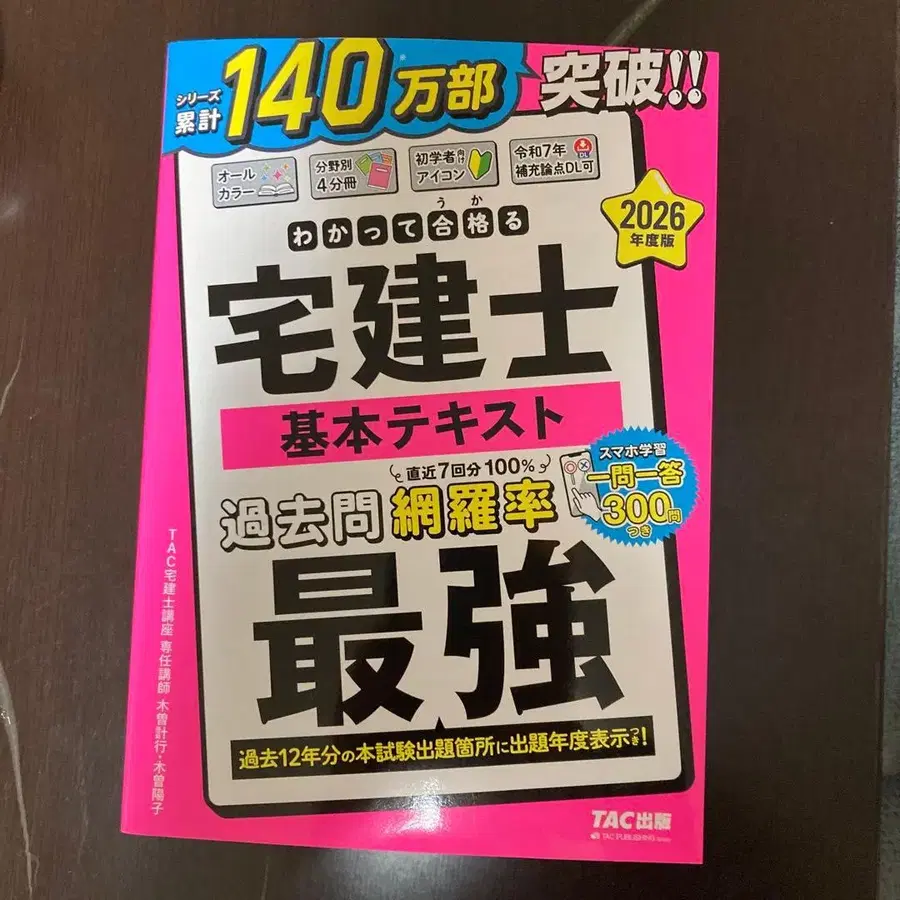 シリーズ
累計140万部突破!!
オール
カラー
分野別
4分冊
初学者向け
アイコン
令和7年
補充論点DL可
DL
2026
年度版
うか
わかって合格る
宅建士
基本テキスト
直近7回分100%
過去問網羅率
スマホ学習
一問一答
300問
つき
最強
過去12年分の本試験出題箇所に出題年度表示つき!
TAC宅建士講座 専任講師 木曽計行・木曽陽子
TAC出版
TAC PUBLISHING